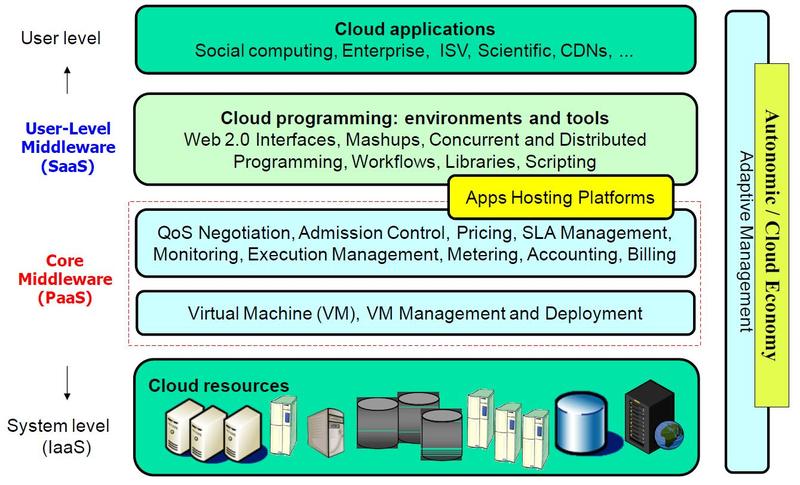 User level
Cloud applications
Social computing, Enterprise, ISV, Scientific, CDNs, ...
User-Level
Middleware
(SaaS)
Cloud programming: environments and tools
Web 2.0 Interfaces, Mashups, Concurrent and Distributed
Programming, Workflows, Libraries, Scripting
Apps Hosting Platforms
Core
Middleware
(PaaS)
QoS Negotiation, Admission Control, Pricing, SLA Management,
Monitoring, Execution Management, Metering, Accounting, Billing
Virtual Machine (VM), VM Management and Deployment
System level
(IaaS)
Cloud resources
Adaptive Management
Autonomic / Cloud Economy